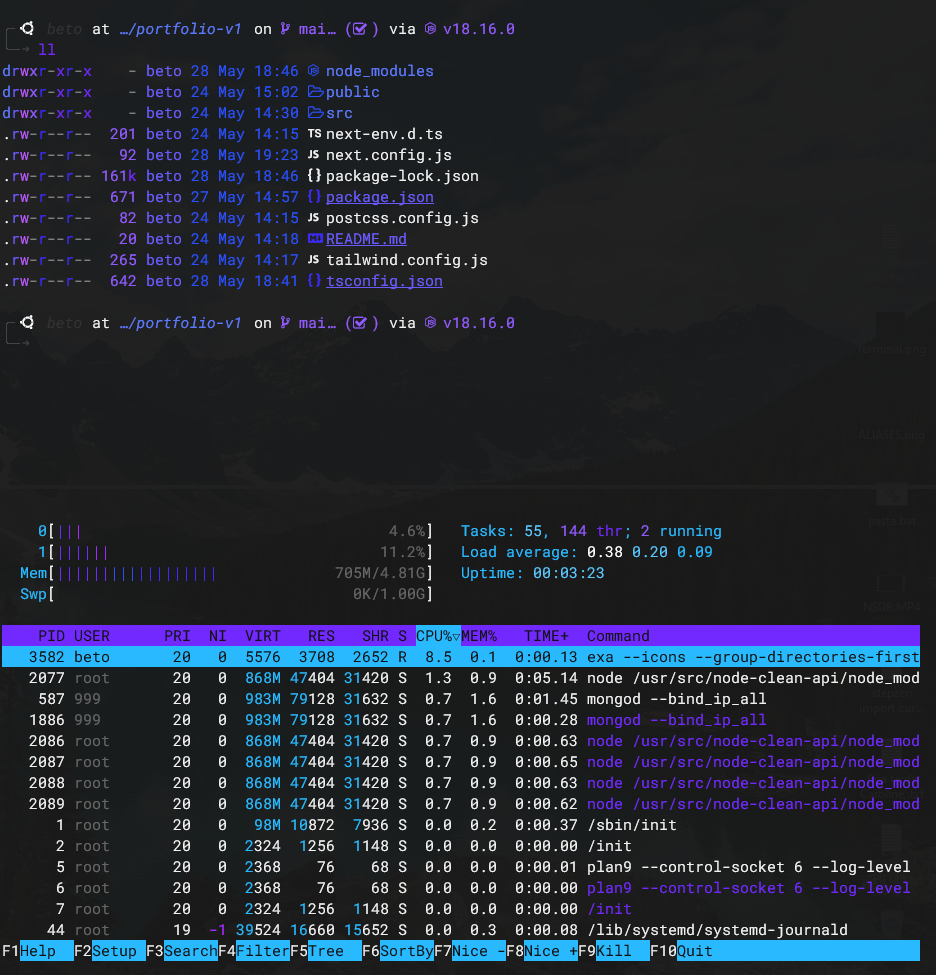 beto at …/portfolio-v1 on mai… ( ) via v18.16.0
ll
drwxr-xr-x - beto 28 May 18:46 node_modules
drwxr-xr-x - beto 24 May 15:02 public
drwxr-xr-x - beto 24 May 14:30 src
.rw-r--r-- 201 beto 24 May 14:15 TS next-env.d.ts
.rw-r--r-- 92 beto 28 May 19:23 JS next.config.js
.rw-r--r-- 161k beto 28 May 18:46 {} package-lock.json
.rw-r--r-- 671 beto 27 May 14:57 {} package.json
.rw-r--r-- 82 beto 24 May 14:15 JS postcss.config.js
.rw-r--r-- 20 beto 24 May 14:18 README.md
.rw-r--r-- 265 beto 24 May 14:17 JS tailwind.config.js
.rw-r--r-- 642 beto 28 May 18:41 {} tsconfig.json
beto at …/portfolio-v1 on mai… ( ) via v18.16.0
terminal.png
ALIASES.png
pasta.bat
0[||| 4.6%] Tasks: 55, 144 thr; 2 running
1[|||||| 11.2%] Load average: 0.38 0.20 0.09
Mem[|||||||||||||||||| 705M/4.81G] Uptime: 00:03:23
Swp[ 0K/1.00G]
PID USER PRI NI VIRT RES SHR S CPU%▽MEM% TIME+ Command
3582 beto 20 0 5576 3708 2652 R 8.5 0.1 0:00.13 exa --icons --group-directories-first
2077 root 20 0 868M 47404 31420 S 1.3 0.9 0:05.14 node /usr/src/node-clean-api/node_mod
587 999 20 0 983M 79128 31632 S 0.7 1.6 0:01.45 mongod --bind_ip_all
1886 999 20 0 983M 79128 31632 S 0.7 1.6 0:00.28 mongod --bind_ip_all
2086 root 20 0 868M 47404 31420 S 0.7 0.9 0:00.63 node /usr/src/node-clean-api/node_mod
2087 root 20 0 868M 47404 31420 S 0.7 0.9 0:00.65 node /usr/src/node-clean-api/node_mod
2088 root 20 0 868M 47404 31420 S 0.7 0.9 0:00.63 node /usr/src/node-clean-api/node_mod
2089 root 20 0 868M 47404 31420 S 0.7 0.9 0:00.62 node /usr/src/node-clean-api/node_mod
1 root 20 0 98M 10872 7936 S 0.0 0.2 0:00.37 /sbin/init
2 root 20 0 2324 1256 1148 S 0.0 0.0 0:00.00 /init
5 root 20 0 2368 76 68 S 0.0 0.0 0:00.01 plan9 --control-socket 6 --log-level
6 root 20 0 2368 76 68 S 0.0 0.0 0:00.00 plan9 --control-socket 6 --log-level
7 root 20 0 2324 1256 1148 S 0.0 0.0 0:00.00 /init
44 root 19 -1 39524 16660 15652 S 0.0 0.3 0:00.08 /lib/systemd/systemd-journald
F1Help F2Setup F3SearchF4FilterF5Tree F6SortByF7Nice -F8Nice +F9Kill F10Quit